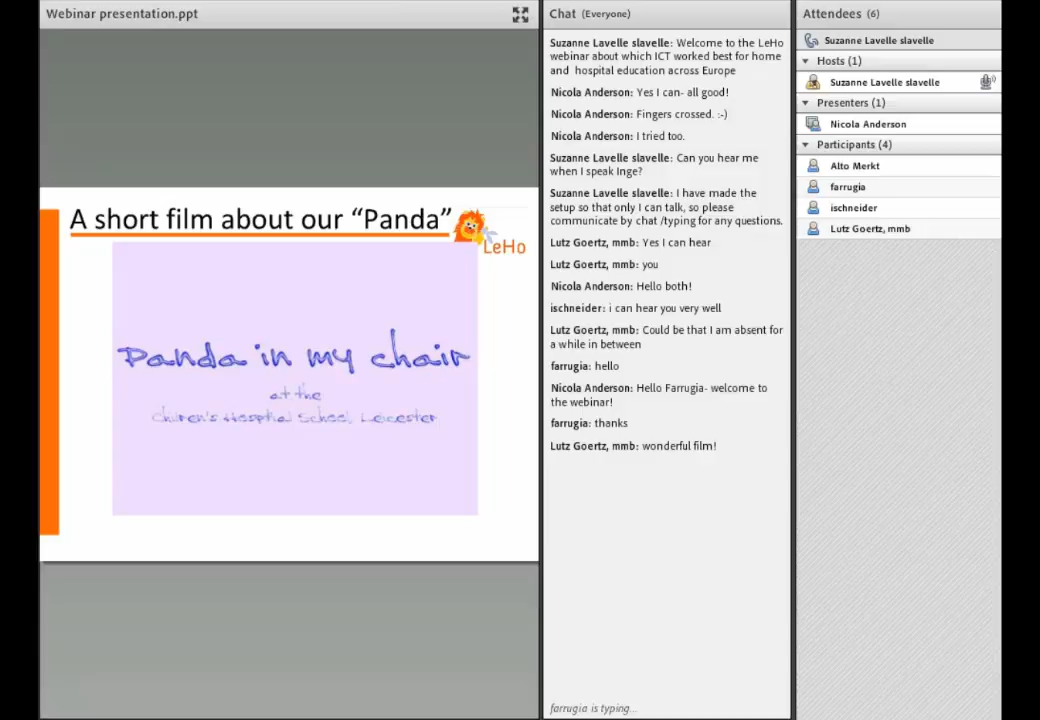 Webinar presentation.ppt
A short film about our “Panda”
LeHo
Panda in my chair
at the
Children's Hospital School, Leicester
Chat (Everyone)
Suzanne Lavelle slavelle: Welcome to the LeHo
webinar about which ICT worked best for home
and hospital education across Europe
Nicola Anderson: Yes I can- all good!
Nicola Anderson: Fingers crossed. :-)
Nicola Anderson: I tried too.
Suzanne Lavelle slavelle: Can you hear me
when I speak Inge?
Suzanne Lavelle slavelle: I have made the
setup so that only I can talk, so please
communicate by chat /typing for any questions.
Lutz Goertz, mmb: Yes I can hear
Lutz Goertz, mmb: you
Nicola Anderson: Hello both!
ischneider: i can hear you very well
Lutz Goertz, mmb: Could be that I am absent for
a while in between
farrugia: hello
Nicola Anderson: Hello Farrugia- welcome to
the webinar!
farrugia: thanks
Lutz Goertz, mmb: wonderful film!
farrugia is typing...
Attendees (6)
Suzanne Lavelle slavelle
Hosts (1)
Suzanne Lavelle slavelle
Presenters (1)
Nicola Anderson
Participants (4)
Alto Merkt
farrugia
ischneider
Lutz Goertz, mmb